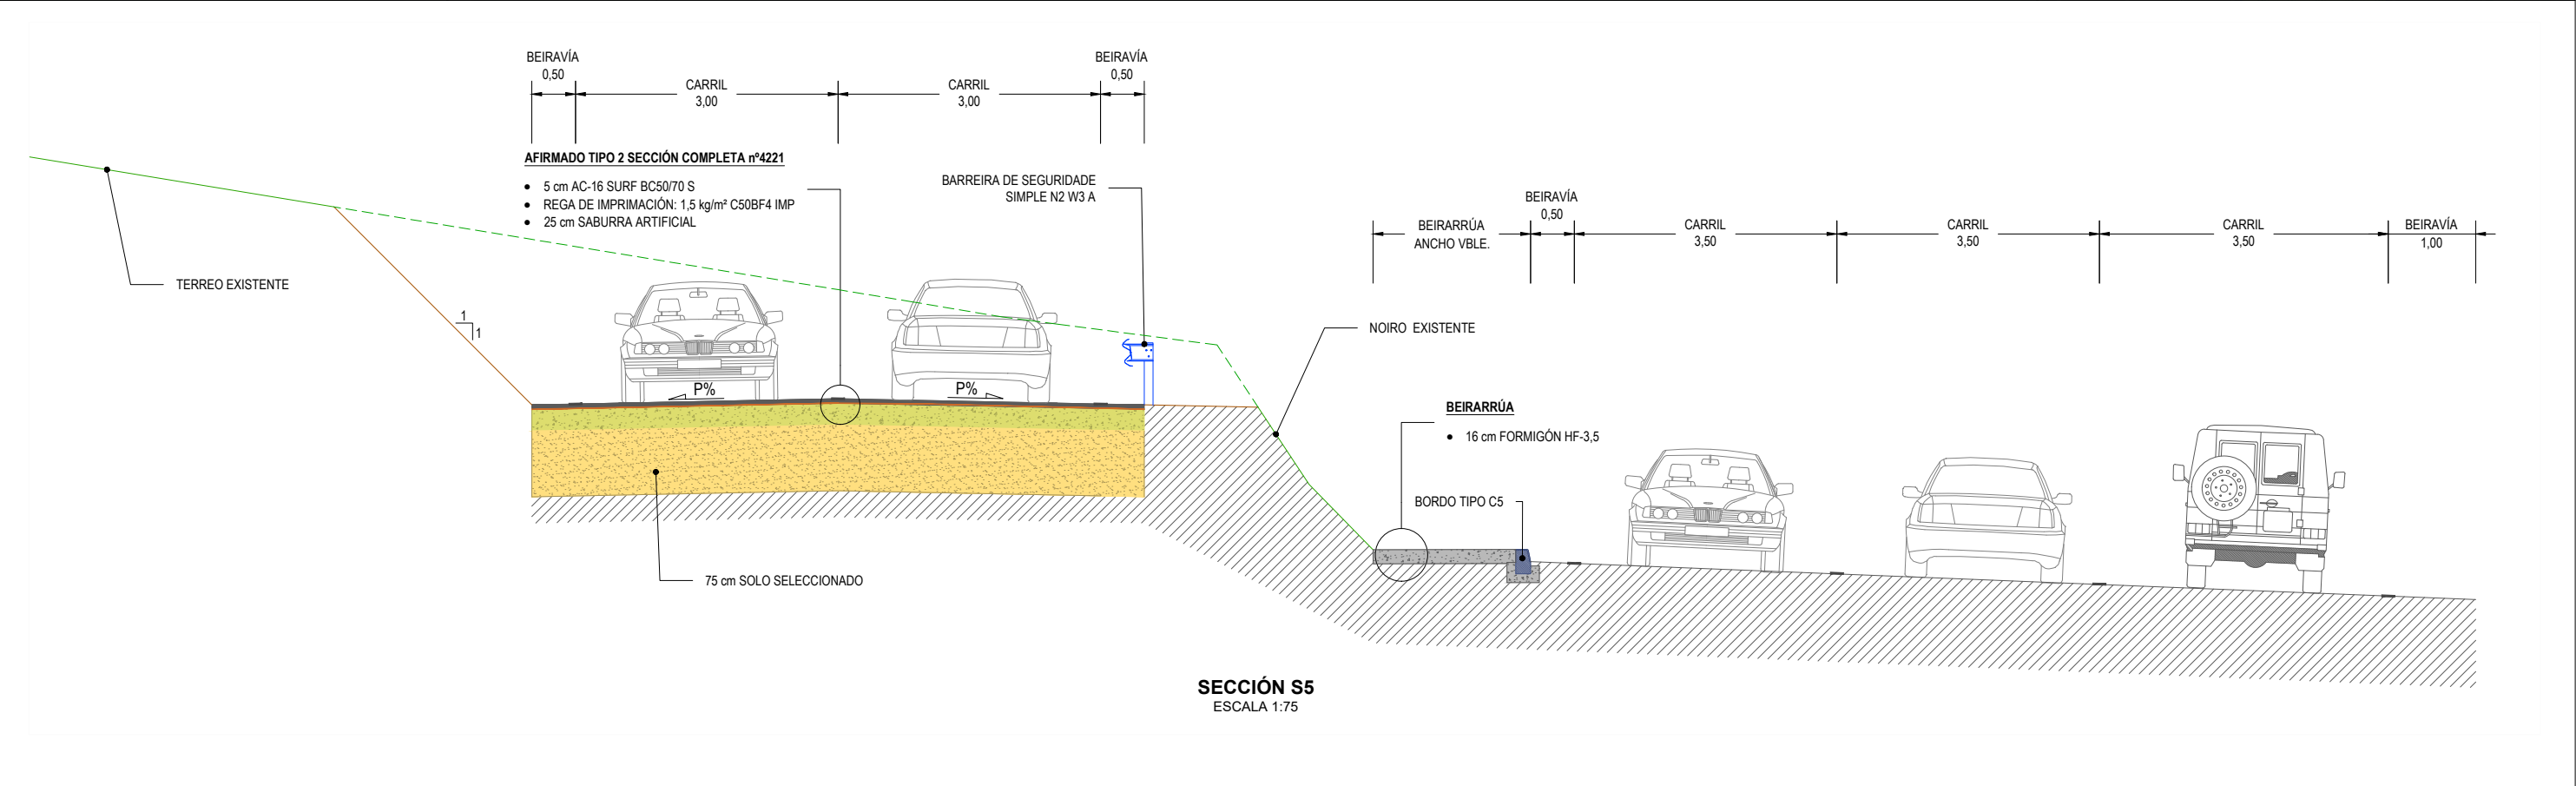 BEIRAVÍA
0,50
CARRIL
3,00
CARRIL
3,00
BEIRAVÍA
0,50
AFIRMADO TIPO 2 SECCIÓN COMPLETA nº4221
• 5 cm AC-16 SURF BC50/70 S
• REGA DE IMPRIMACIÓN: 1,5 kg/m² C50BF4 IMP
• 25 cm SABURRA ARTIFICIAL
BARREIRA DE SEGURIDADE
SIMPLE N2 W3 A
TERREO EXISTENTE
1
1
P%
P%
75 cm SOLO SELECCIONADO
BEIRARRÚA
ANCHO VBLE.
BEIRAVÍA
0,50
CARRIL
3,50
CARRIL
3,50
CARRIL
3,50
BEIRAVÍA
1,00
NOIRO EXISTENTE
BEIRARRÚA
• 16 cm FORMIGÓN HF-3,5
BORDO TIPO C5
SECCIÓN S5
ESCALA 1:75